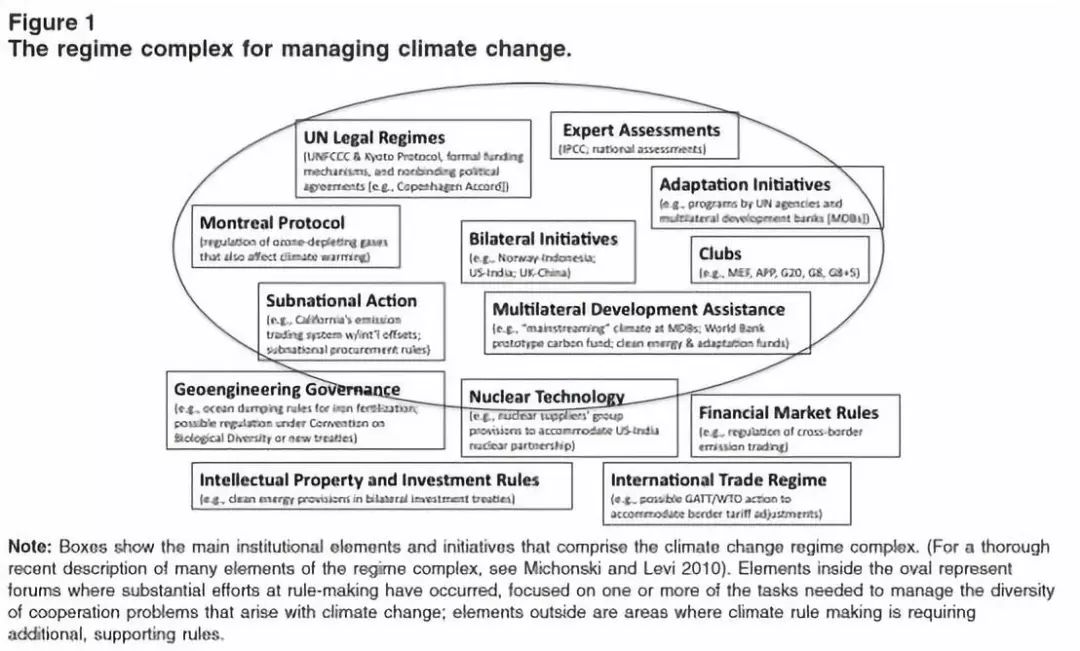 Figure 1
The regime complex for managing climate change.
UN Legal Regimes
(UNFCCC & Kyoto Protocol, formal funding
mechanisms, and nonbinding political
agreements [e.g., Copenhagen Accord])
Expert Assessments
(IPCC; national assessments)
Adaptation Initiatives
(e.g., programs by UN agencies and
multilateral development banks [MDBs])
Montreal Protocol
(regulation of ozone-depleting gases
that also affect climate warming)
Bilateral Initiatives
(e.g., Norway-Indonesia;
US-India; UK-China)
Clubs
(e.g., MEF, APP, G20, G8, G8+5)
Subnational Action
(e.g., California's emission
trading system w/int'l offsets;
subnational procurement rules)
Multilateral Development Assistance
(e.g., "mainstreaming" climate at MDBs; World Bank
prototype carbon fund; clean energy & adaptation funds)
Geoengineering Governance
(e.g., ocean dumping rules for iron fertilization;
possible regulation under Convention on
Biological Diversity or new treaties)
Nuclear Technology
(e.g., nuclear suppliers' group
provisions to accommodate US-India
nuclear partnership)
Financial Market Rules
(e.g., regulation of cross-border
emission trading)
Intellectual Property and Investment Rules
(e.g., clean energy provisions in bilateral investment treaties)
International Trade Regime
(e.g., possible GATT/WTO action to
accommodate border tariff adjustments)
Note: Boxes show the main institutional elements and initiatives that comprise the climate change regime complex. (For a thorough
recent description of many elements of the regime complex, see Michonski and Levi 2010). Elements inside the oval represent
forums where substantial efforts at rule-making have occurred, focused on one or more of the tasks needed to manage the diversity
of cooperation problems that arise with climate change; elements outside are areas where climate rule making is requiring
additional, supporting rules.